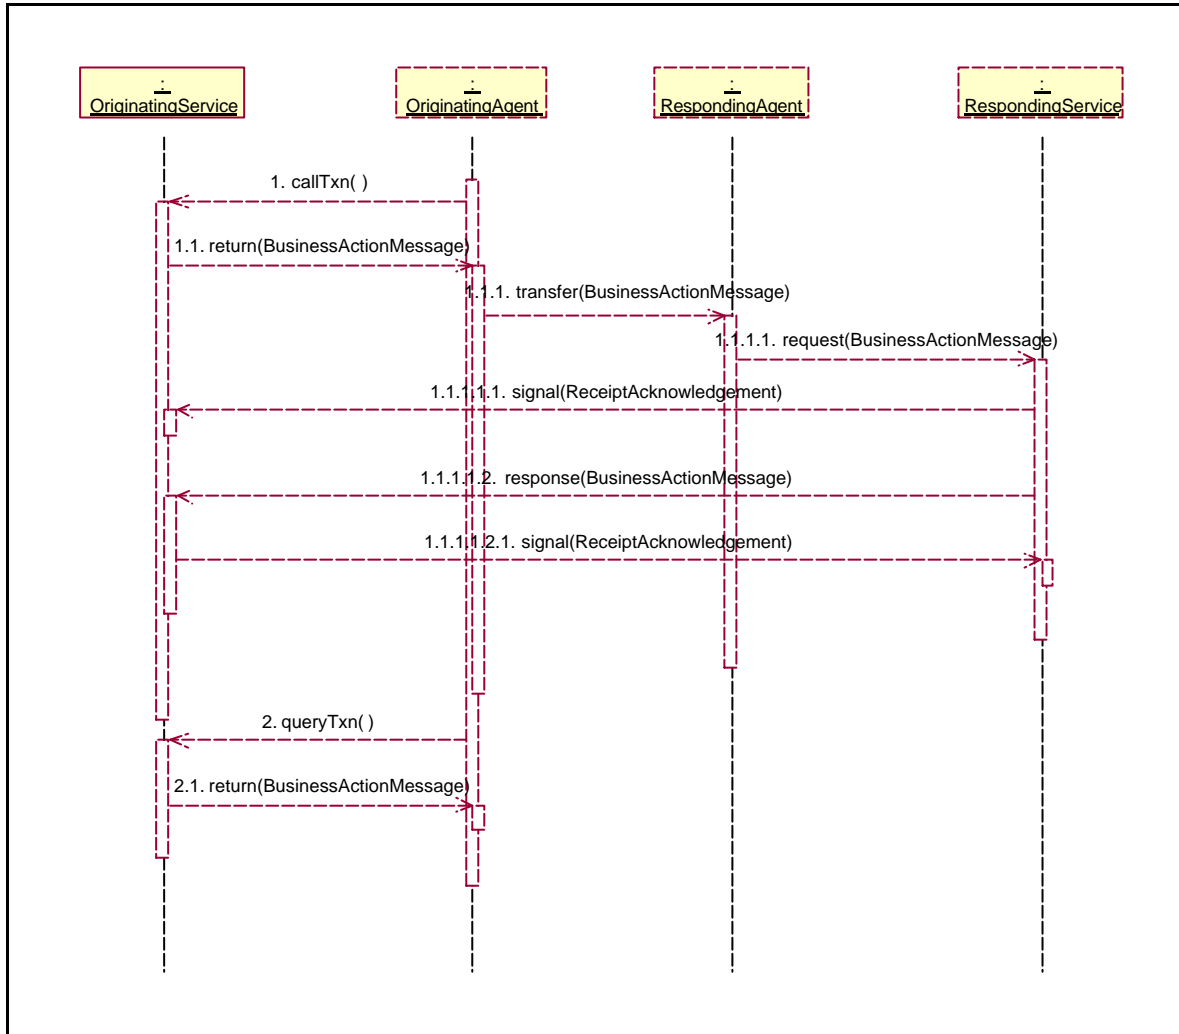 :
OriginatingService
:
OriginatingAgent
:
RespondingAgent
:
RespondingService
1. callTxn( )
1.1. return(BusinessActionMessage)
1.1.1. transfer(BusinessActionMessage)
1.1.1.1. request(BusinessActionMessage)
1.1.1.1.1. signal(ReceiptAcknowledgement)
1.1.1.1.2. response(BusinessActionMessage)
1.1.1.1.2.1. signal(ReceiptAcknowledgement)
2. queryTxn( )
2.1. return(BusinessActionMessage)